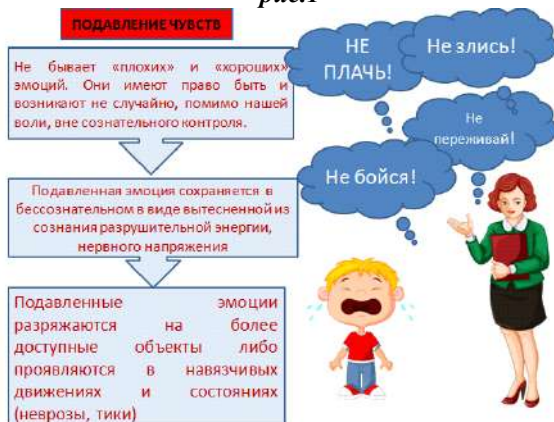 рис.1
ПОДАВЛЕНИЕ ЧУВСТВ
Не бывает «плохих» и «хороших»
эмоций. Они имеют право быть и
возникают не случайно, помимо нашей
воли, вне сознательного контроля.
Подавленная эмоция сохраняется в
бессознательном в виде вытесненной из
сознания разрушительной энергии,
нервного напряжения
Подавленные эмоции
разряжаются на более
доступные объекты либо
проявляются в навязчивых
движениях и состояниях
(неврозы, тики)
НЕ
ПЛАЧЬ!
Не злись!
Не
переживай!
Не бойся!